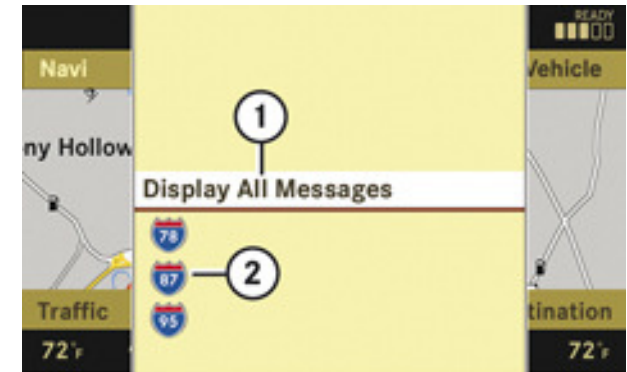 READY
Navi
Vehicle
1
ny Hollow
Display All Messages
78
87
2
95
Traffic
tination
72°F
72°F